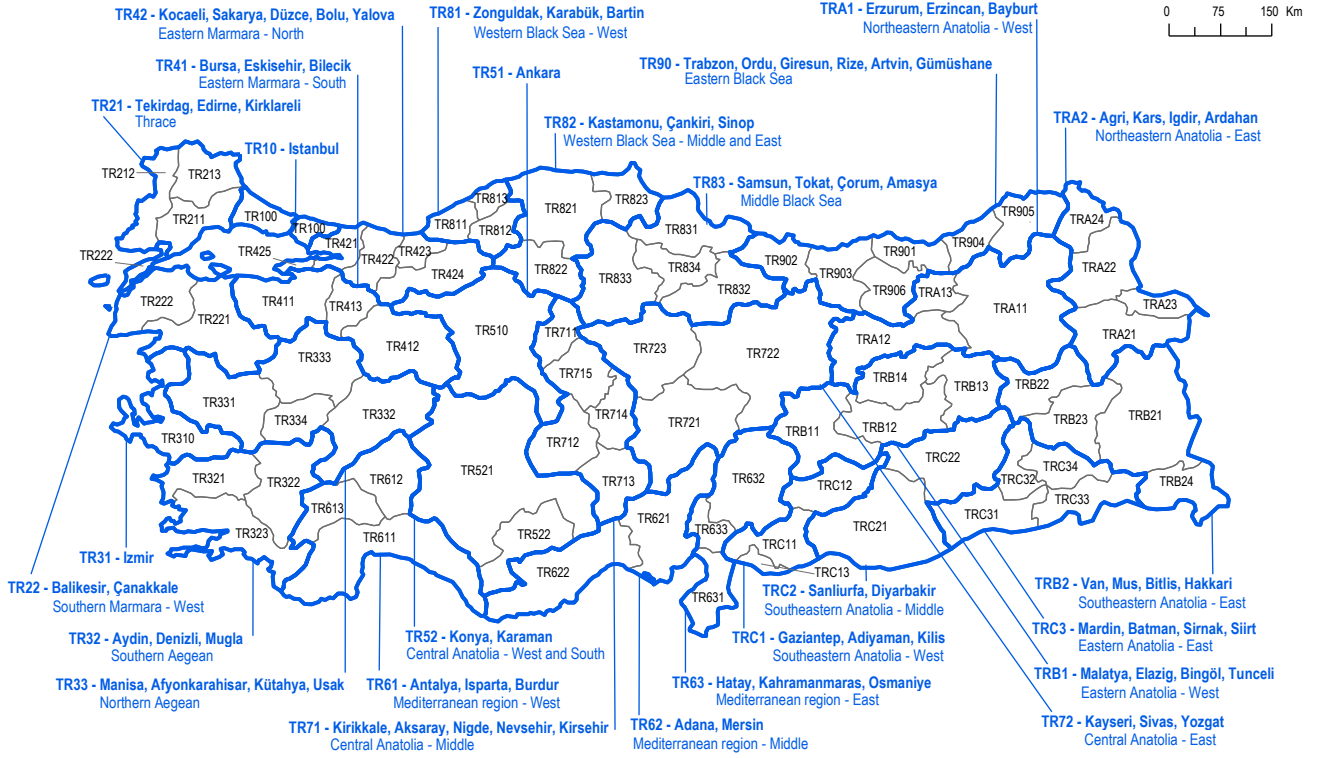 TR42 - Kocaeli, Sakarya, Düzce, Bolu, Yalova
Eastern Marmara - North
TR81 - Zonguldak, Karabük, Bartin
Western Black Sea - West
TRA1 - Erzurum, Erzincan, Bayburt
Northeastern Anatolia - West
0 75 150 Km
TR41 - Bursa, Eskisehir, Bilecik
Eastern Marmara - South
TR51 - Ankara
TR90 - Trabzon, Ordu, Giresun, Rize, Artvin, Gümüshane
Eastern Black Sea
TR21 - Tekirdag, Edirne, Kirklareli
Thrace
TR82 - Kastamonu, Çankiri, Sinop
Western Black Sea - Middle and East
TRA2 - Agri, Kars, Igdir, Ardahan
Northeastern Anatolia - East
TR10 - Istanbul
TR83 - Samsun, Tokat, Çorum, Amasya
Middle Black Sea
TR212
TR213
TR211
TR100
TR100
TR421
TR425
TR422
TR423
TR424
TR811
TR813
TR812
TR821
TR823
TR822
TR831
TR833
TR834
TR832
TR902
TR903
TR901
TR904
TR905
TR906
TRA13
TRA11
TRA24
TRA22
TRA23
TRA21
TRA12
TR222
TR222
TR221
TR411
TR413
TR412
TR510
TR711
TR723
TR722
TR715
TR714
TR712
TR713
TR721
TR333
TR331
TR334
TR332
TR310
TR321
TR322
TR323
TR612
TR613
TR611
TR521
TR522
TR622
TR621
TR632
TR633
TR631
TRB14
TRB13
TRB11
TRB12
TRB22
TRB23
TRB21
TRB24
TRC22
TRC12
TRC21
TRC11
TRC13
TRC34
TRC32
TRC33
TRC31
TR31 - Izmir
TR22 - Balikesir, Çanakkale
Southern Marmara - West
TR32 - Aydin, Denizli, Mugla
Southern Aegean
TR33 - Manisa, Afyonkarahisar, Kütahya, Usak
Northern Aegean
TR52 - Konya, Karaman
Central Anatolia - West and South
TR61 - Antalya, Isparta, Burdur
Mediterranean region - West
TR71 - Kirikkale, Aksaray, Nigde, Nevsehir, Kirsehir
Central Anatolia - Middle
TR62 - Adana, Mersin
Mediterranean region - Middle
TR63 - Hatay, Kahramanmaras, Osmaniye
Mediterranean region - East
TRC2 - Sanliurfa, Diyarbakir
Southeastern Anatolia - Middle
TRC1 - Gaziantep, Adiyaman, Kilis
Southeastern Anatolia - West
TRB2 - Van, Mus, Bitlis, Hakkari
Southeastern Anatolia - East
TRC3 - Mardin, Batman, Sirnak, Siirt
Eastern Anatolia - East
TRB1 - Malatya, Elazig, Bingöl, Tunceli
Eastern Anatolia - West
TR72 - Kayseri, Sivas, Yozgat
Central Anatolia - East